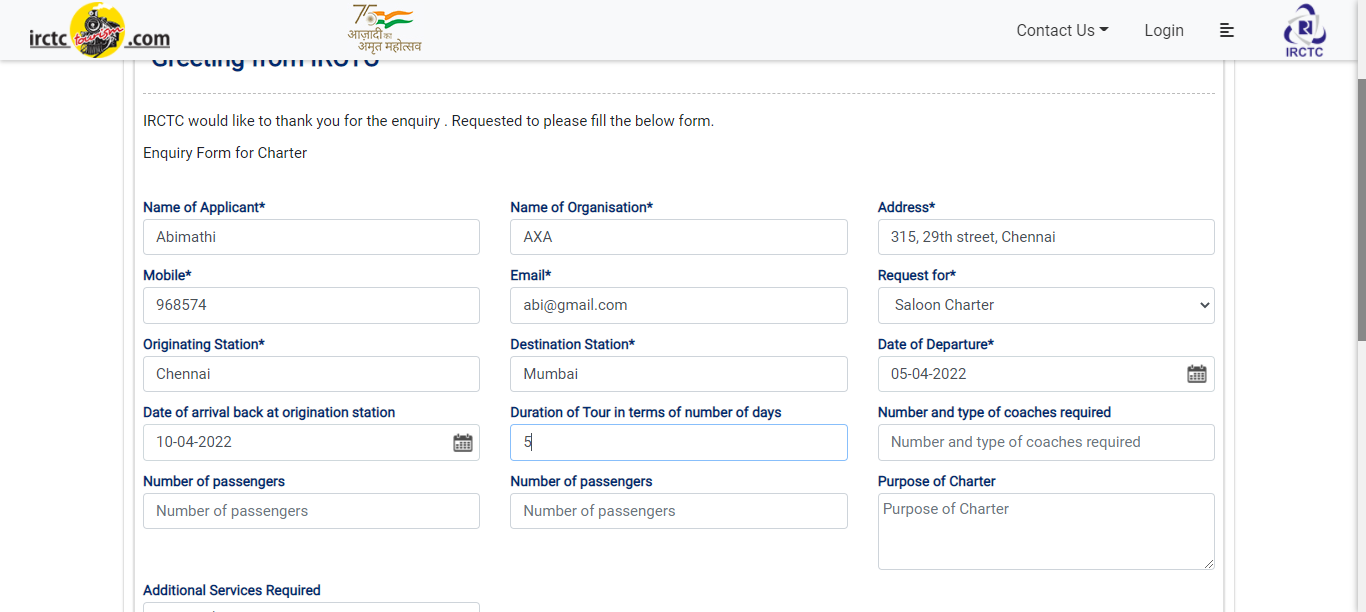 irctc tourism .com
75
आज़ादी का
अमृत महोत्सव
Contact Us
Login
IRCTC
Greeting from IRCTC
IRCTC would like to thank you for the enquiry . Requested to please fill the below form.
Enquiry Form for Charter
Name of Applicant* Name of Organisation* Address*
Abimathi AXA 315, 29th street, Chennai
Mobile* Email* Request for*
968574 abi@gmail.com Saloon Charter
Originating Station* Destination Station* Date of Departure*
Chennai Mumbai 05-04-2022
Date of arrival back at origination station Duration of Tour in terms of number of days Number and type of coaches required
10-04-2022 5 Number and type of coaches required
Number of passengers Number of passengers Purpose of Charter
Number of passengers Number of passengers Purpose of Charter
Additional Services Required